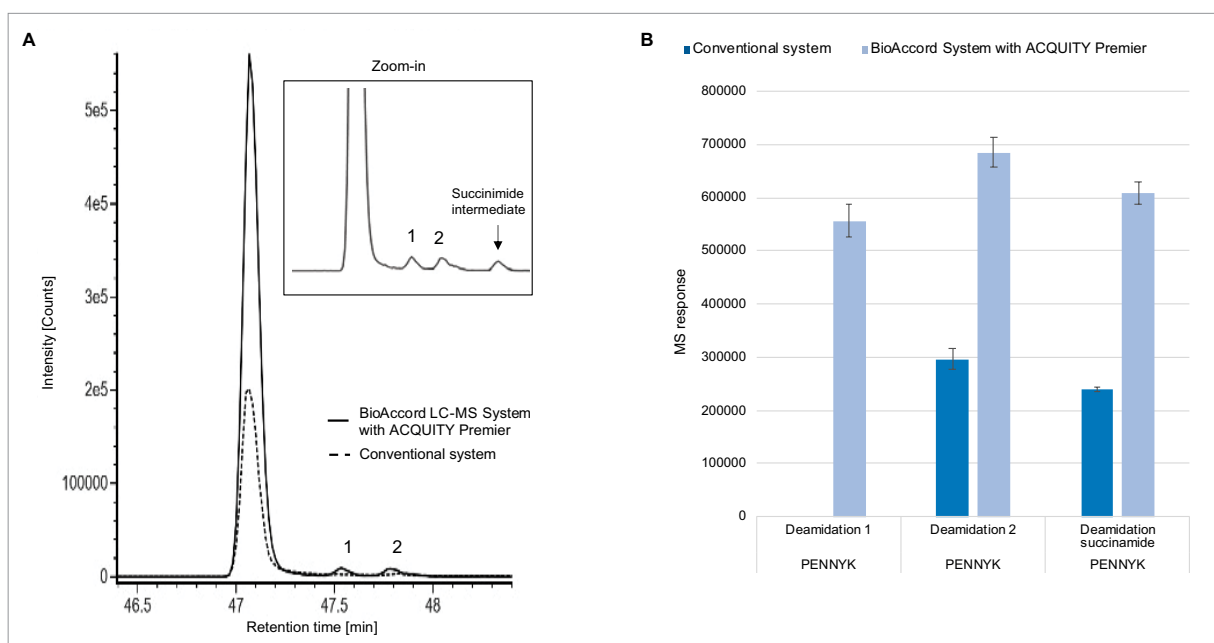 A
Zoom-in
Succinimide
intermediate
1
2
5e5
4e5
3e5
2e5
100000
0
Intensity [Counts]
BioAccord LC-MS System
with ACQUITY Premier
Conventional system
1
2
46.5
47
47.5
48
Retention time [min]
B
Conventional system
BioAccord System with ACQUITY Premier
800000
700000
600000
500000
400000
300000
200000
100000
0
MS response
Deamidation 1
Deamidation 2
Deamidation
succinamide
PENNYK
PENNYK
PENNYK